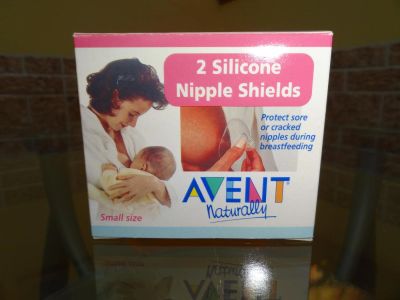 2 Silicone
Nipple Shields
Protect sore
or cracked
nipples during
breastfeeding
AVENT®
Naturally
Small size